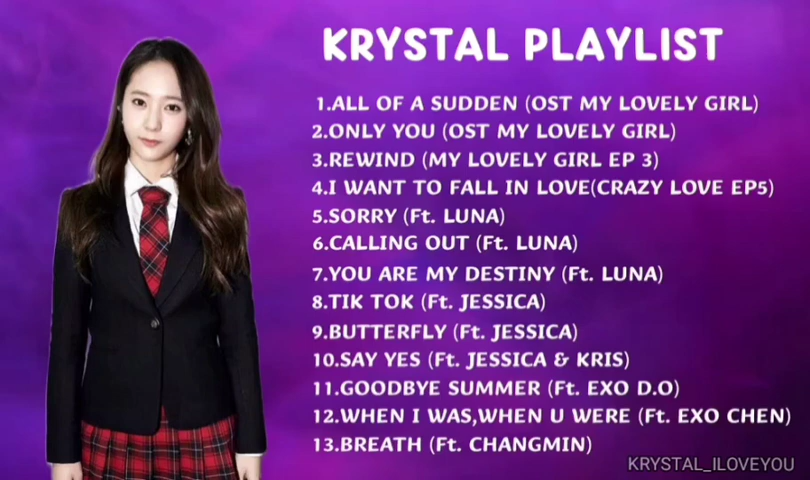 KRYSTAL PLAYLIST
1.ALL OF A SUDDEN (OST MY LOVELY GIRL)
2.ONLY YOU (OST MY LOVELY GIRL)
3.REWIND (MY LOVELY GIRL EP 3)
4.I WANT TO FALL IN LOVE(CRAZY LOVE EP5)
5.SORRY (Ft. LUNA)
6.CALLING OUT (Ft. LUNA)
7.YOU ARE MY DESTINY (Ft. LUNA)
8.TIK TOK (Ft. JESSICA)
9.BUTTERFLY (Ft. JESSICA)
10.SAY YES (Ft. JESSICA & KRIS)
11.GOODBYE SUMMER (Ft. EXO D.O)
12.WHEN I WAS,WHEN U WERE (Ft. EXO CHEN)
13.BREATH (Ft. CHANGMIN)
KRYSTAL_ILOVEYOU